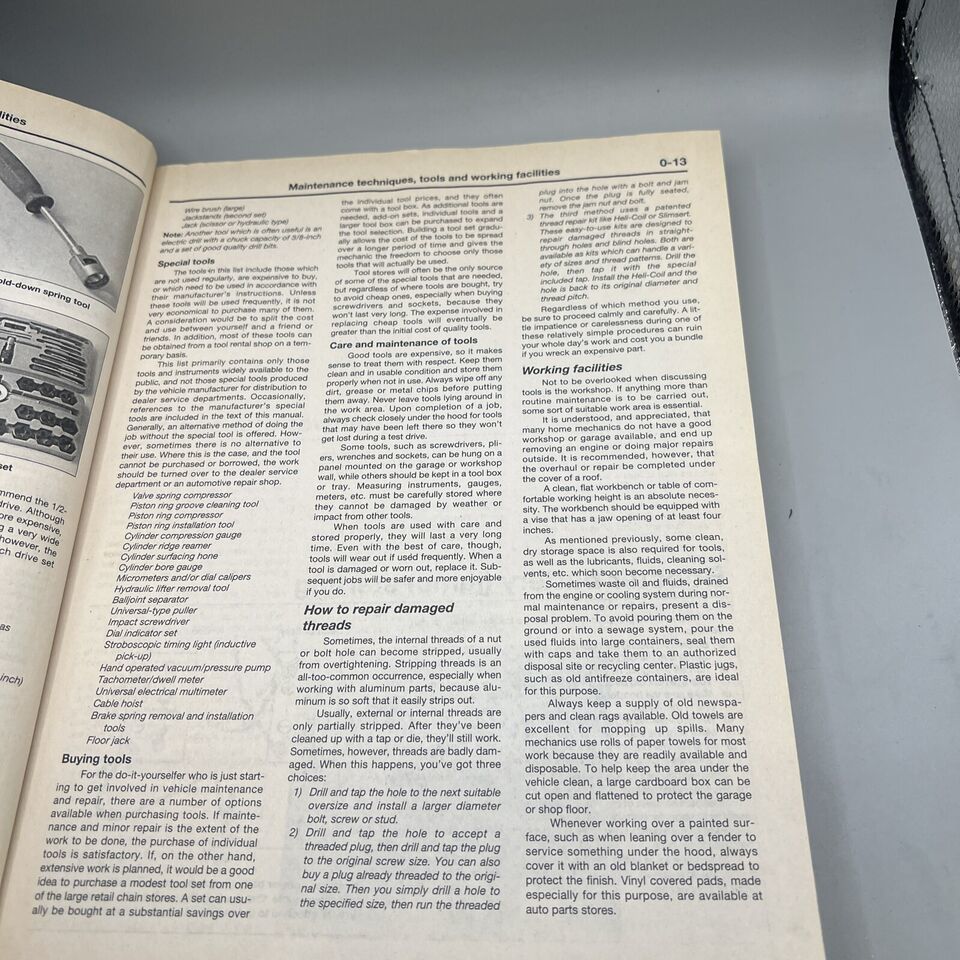 lities
old-down spring tool
set
mmend the 1/2-
drive. Although
ore expensive,
g a very wide
however, the
ch drive set
as
inch)
Maintenance techniques, tools and working facilities
0-13
Wire brush (large)
Jackstands (second set)
Jack (scissor or hydraulic type)
Note: Another tool which is often useful is an
electric drill with a chuck capacity of 3/8-inch
and a set of good quality drill bits.
Special tools
The tools in this list include those which
are not used regularly, are expensive to buy,
or which need to be used in accordance with
their manufacturer's instructions. Unless
these tools will be used frequently, it is not
very economical to purchase many of them.
A consideration would be to split the cost
and use between yourself and a friend or
friends. In addition, most of these tools can
be obtained from a tool rental shop on a tem-
porary basis.
This list primarily contains only those
tools and instruments widely available to the
public, and not those special tools produced
by the vehicle manufacturer for distribution to
dealer service departments. Occasionally,
references to the manufacturer's special
tools are included in the text of this manual.
Generally, an alternative method of doing the
job without the special tool is offered. How-
ever, sometimes there is no alternative to
their use. Where this is the case, and the tool
cannot be purchased or borrowed, the work
should be turned over to the dealer service
department or an automotive repair shop.
Valve spring compressor
Piston ring groove cleaning tool
Piston ring compressor
Piston ring installation tool
Cylinder compression gauge
Cylinder ridge reamer
Cylinder surfacing hone
Cylinder bore gauge
Micrometers and/or dial calipers
Hydraulic lifter removal tool
Balljoint separator
Universal-type puller
Impact screwdriver
Dial indicator set
Stroboscopic timing light (inductive
pick-up)
Hand operated vacuum/pressure pump
Tachometer/dwell meter
Universal electrical multimeter
Cable hoist
Brake spring removal and installation
tools
Floor jack
Buying tools
For the do-it-yourselfer who is just start-
ing to get involved in vehicle maintenance
and repair, there are a number of options
available when purchasing tools. If mainte-
nance and minor repair is the extent of the
work to be done, the purchase of individual
tools is satisfactory. If, on the other hand,
extensive work is planned, it would be a good
idea to purchase a modest tool set from one
of the large retail chain stores. A set can usu-
ally be bought at a substantial savings over
the individual tool prices, and they often
come with a tool box. As additional tools are
needed, add-on sets, individual tools and a
larger tool box can be purchased to expand
the tool selection. Building a tool set gradu-
ally allows the cost of the tools to be spread
over a longer period of time and gives the
mechanic the freedom to choose only those
tools that will actually be used.
Tool stores will often be the only source
of some of the special tools that are needed,
but regardless of where tools are bought, try
to avoid cheap ones, especially when buying
screwdrivers and sockets, because they
won't last very long. The expense involved in
replacing cheap tools will eventually be
greater than the initial cost of quality tools.
Care and maintenance of tools
Good tools are expensive, so it makes
sense to treat them with respect. Keep them
clean and in usable condition and store them
properly when not in use. Always wipe off any
dirt, grease or metal chips before putting
them away. Never leave tools lying around in
the work area. Upon completion of a job,
always check closely under the hood for tools
that may have been left there so they won't
get lost during a test drive.
Some tools, such as screwdrivers, pli-
ers, wrenches and sockets, can be hung on a
panel mounted on the garage or workshop
wall, while others should be kept in a tool box
or tray. Measuring instruments, gauges,
meters, etc. must be carefully stored where
they cannot be damaged by weather or
impact from other tools.
When tools are used with care and
stored properly, they will last a very long
time. Even with the best of care, though,
tools will wear out if used frequently. When a
tool is damaged or worn out, replace it. Sub-
sequent jobs will be safer and more enjoyable
if you do.
How to repair damaged
threads
Sometimes, the internal threads of a nut
or bolt hole can become stripped, usually
from overtightening. Stripping threads is an
all-too-common occurrence, especially when
working with aluminum parts, because alu-
minum is so soft that it easily strips out.
Usually, external or internal threads are
only partially stripped. After they've been
cleaned up with a tap or die, they'll still work.
Sometimes, however, threads are badly dam-
aged. When this happens, you've got three
choices:
1) Drill and tap the hole to the next suitable
oversize and install a larger diameter
bolt, screw or stud.
2) Drill and tap the hole to accept a
threaded plug, then drill and tap the plug
to the original screw size. You can also
buy a plug already threaded to the origi-
nal size. Then you simply drill a hole to
the specified size, then run the threaded
plug into the hole with a bolt and jam
nut. Once the plug is fully seated,
remove the jam nut and bolt.
3) The third method uses a patented
thread repair kit like Heli-Coil or Slimsert.
These easy-to-use kits are designed to
repair damaged threads in straight-
through holes and blind holes. Both are
available as kits which can handle a vari-
ety of sizes and thread patterns. Drill the
hole, then tap it with the special
included tap. Install the Heli-Coil and the
hole is back to its original diameter and
thread pitch.
Regardless of which method you use,
be sure to proceed calmly and carefully. A lit-
tle impatience or carelessness during one of
these relatively simple procedures can ruin
your whole day's work and cost you a bundle
if you wreck an expensive part.
Working facilities
Not to be overlooked when discussing
tools is the workshop. If anything more than
routine maintenance is to be carried out,
some sort of suitable work area is essential.
It is understood, and appreciated, that
many home mechanics do not have a good
workshop or garage available, and end up
removing an engine or doing major repairs
outside. It is recommended, however, that
the overhaul or repair be completed under
the cover of a roof.
A clean, flat workbench or table of com-
fortable working height is an absolute neces-
sity. The workbench should be equipped with
a vise that has a jaw opening of at least four
inches.
As mentioned previously, some clean,
dry storage space is also required for tools,
as well as the lubricants, fluids, cleaning sol-
vents, etc. which soon become necessary.
Sometimes waste oil and fluids, drained
from the engine or cooling system during nor-
mal maintenance or repairs, present a dis-
posal problem. To avoid pouring them on the
ground or into a sewage system, pour the
used fluids into large containers, seal them
with caps and take them to an authorized
disposal site or recycling center. Plastic jugs,
such as old antifreeze containers, are ideal
for this purpose.
Always keep a supply of old newspa-
pers and clean rags available. Old towels are
excellent for mopping up spills. Many
mechanics use rolls of paper towels for most
work because they are readily available and
disposable. To help keep the area under the
vehicle clean, a large cardboard box can be
cut open and flattened to protect the garage
or shop floor.
Whenever working over a painted sur-
face, such as when leaning over a fender to
service something under the hood, always
cover it with an old blanket or bedspread to
protect the finish. Vinyl covered pads, made
especially for this purpose, are available at
auto parts stores.